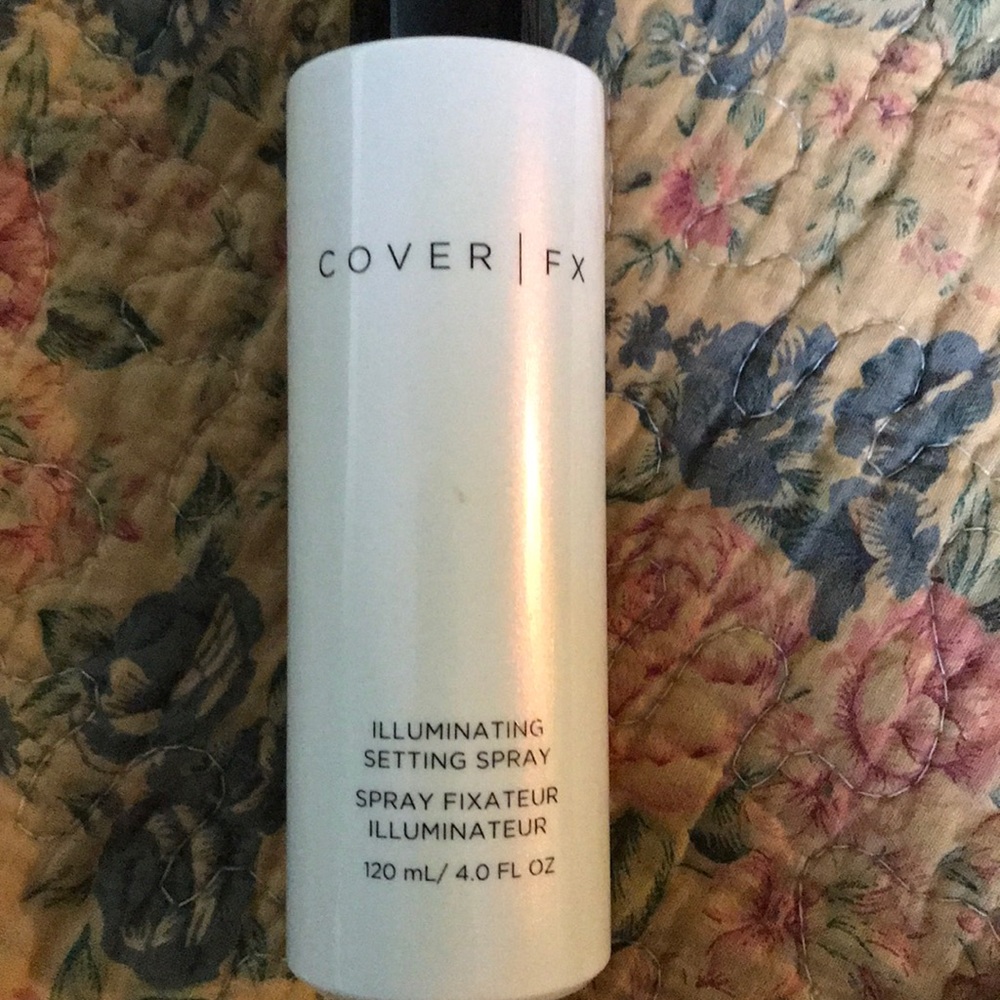 COVER | FX
ILLUMINATING
SETTING SPRAY
SPRAY FIXATEUR
ILLUMINATEUR
120 mL/ 4.0 FL OZ